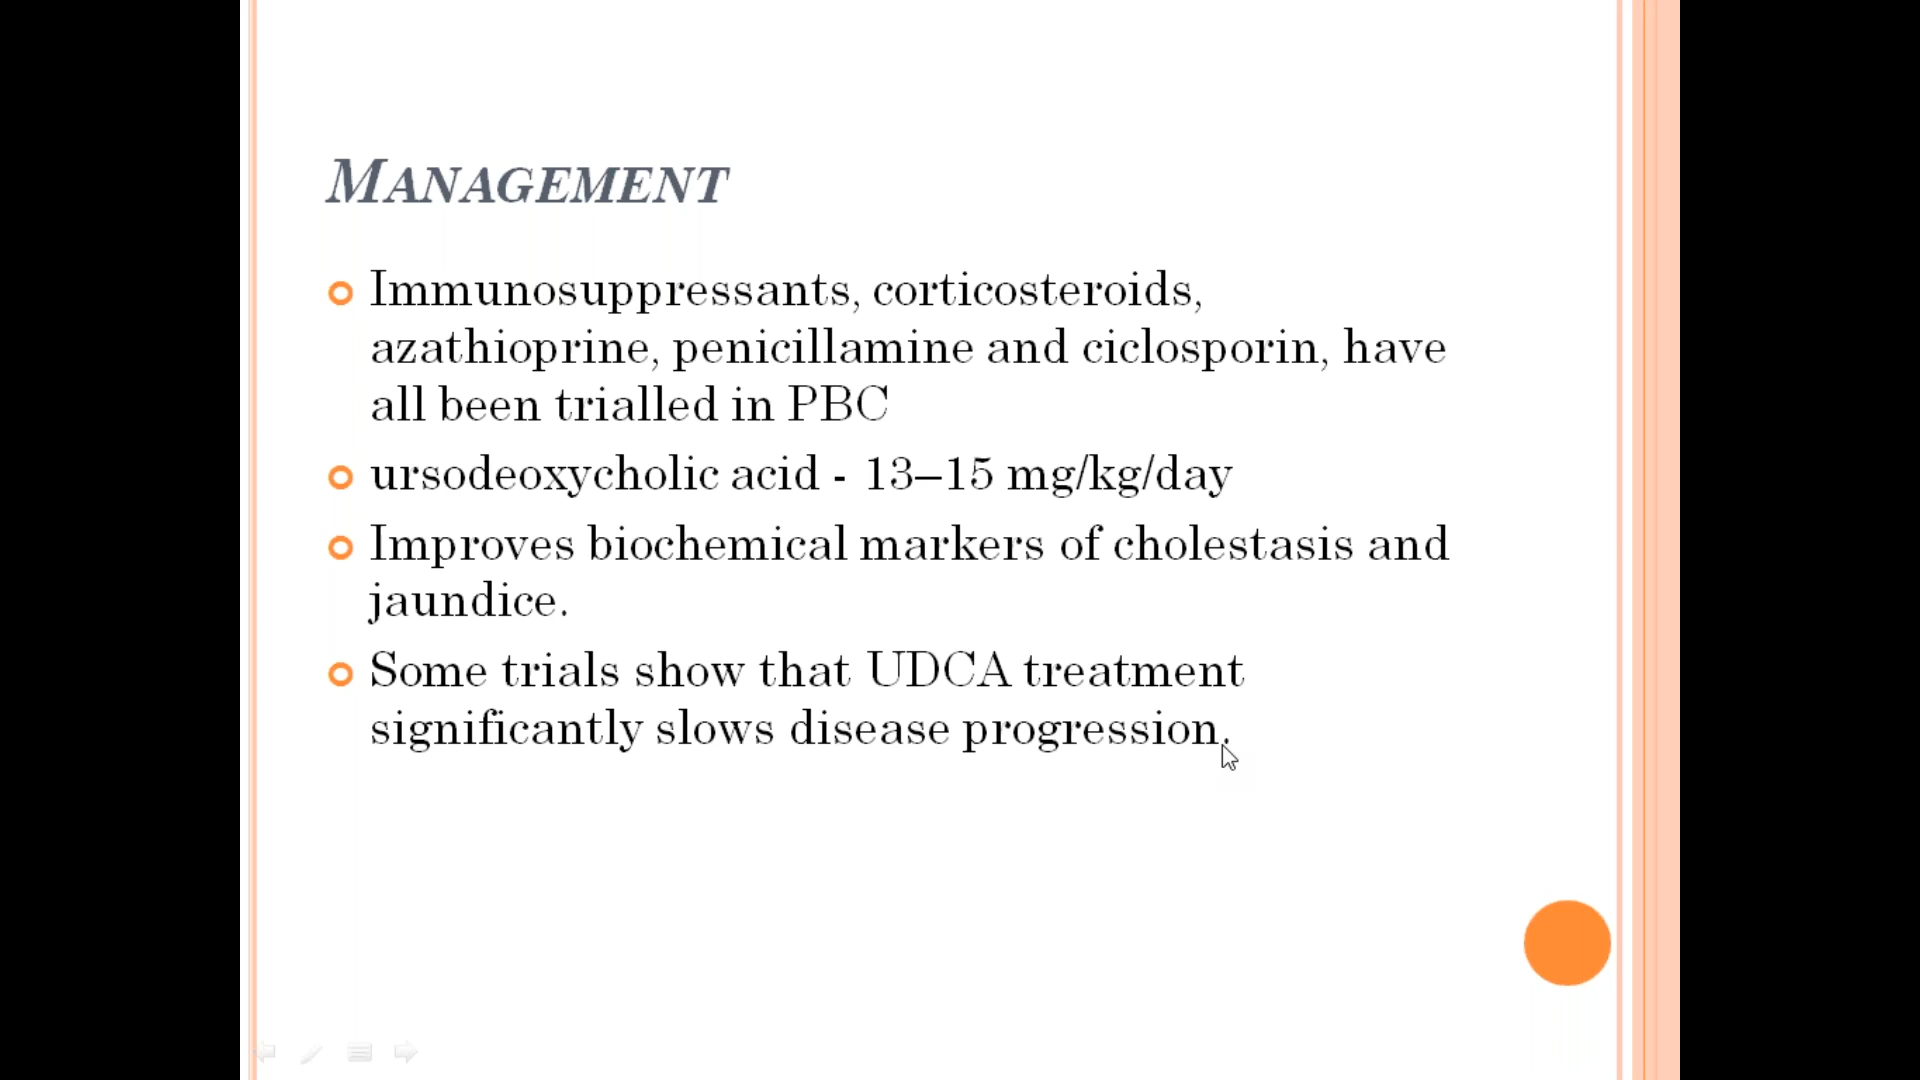 MANAGEMENT
Immunosuppressants, corticosteroids,
azathioprine, penicillamine and ciclosporin, have
all been trialled in PBC
ursodeoxycholic acid - 13–15 mg/kg/day
Improves biochemical markers of cholestasis and
jaundice.
Some trials show that UDCA treatment
significantly slows disease progression.